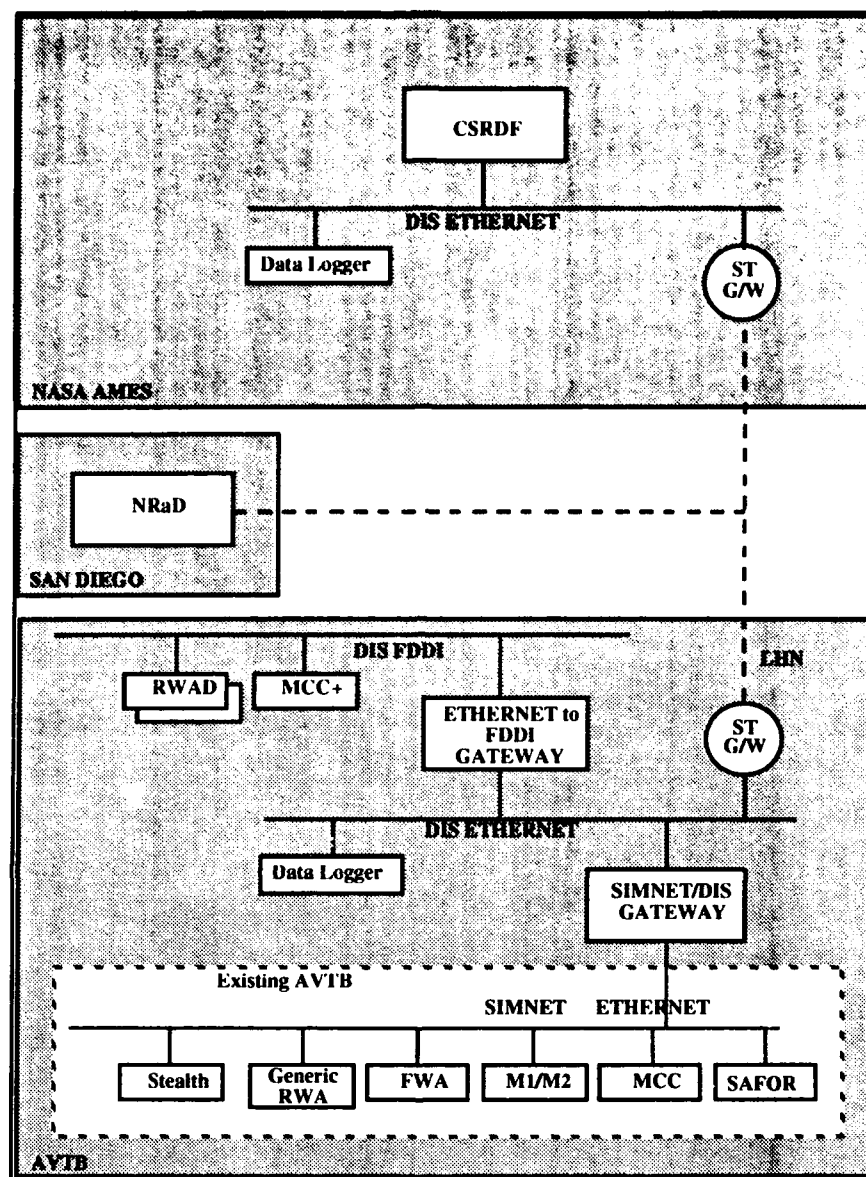 CSRDF
DIS ETHERNET
Data Logger
ST
G/W
NASA AMES
NRaD
SAN DIEGO
DIS FDDI
LHN
RWAD
MCC+
ETHERNET to
FDDI
GATEWAY
ST
G/W
DIS ETHERNET
Data Logger
SIMNET/DIS
GATEWAY
Existing AVTB
SIMNET ETHERNET
Stealth
Generic
RWA
FWA
M1/M2
MCC
SAFOR
AVTB